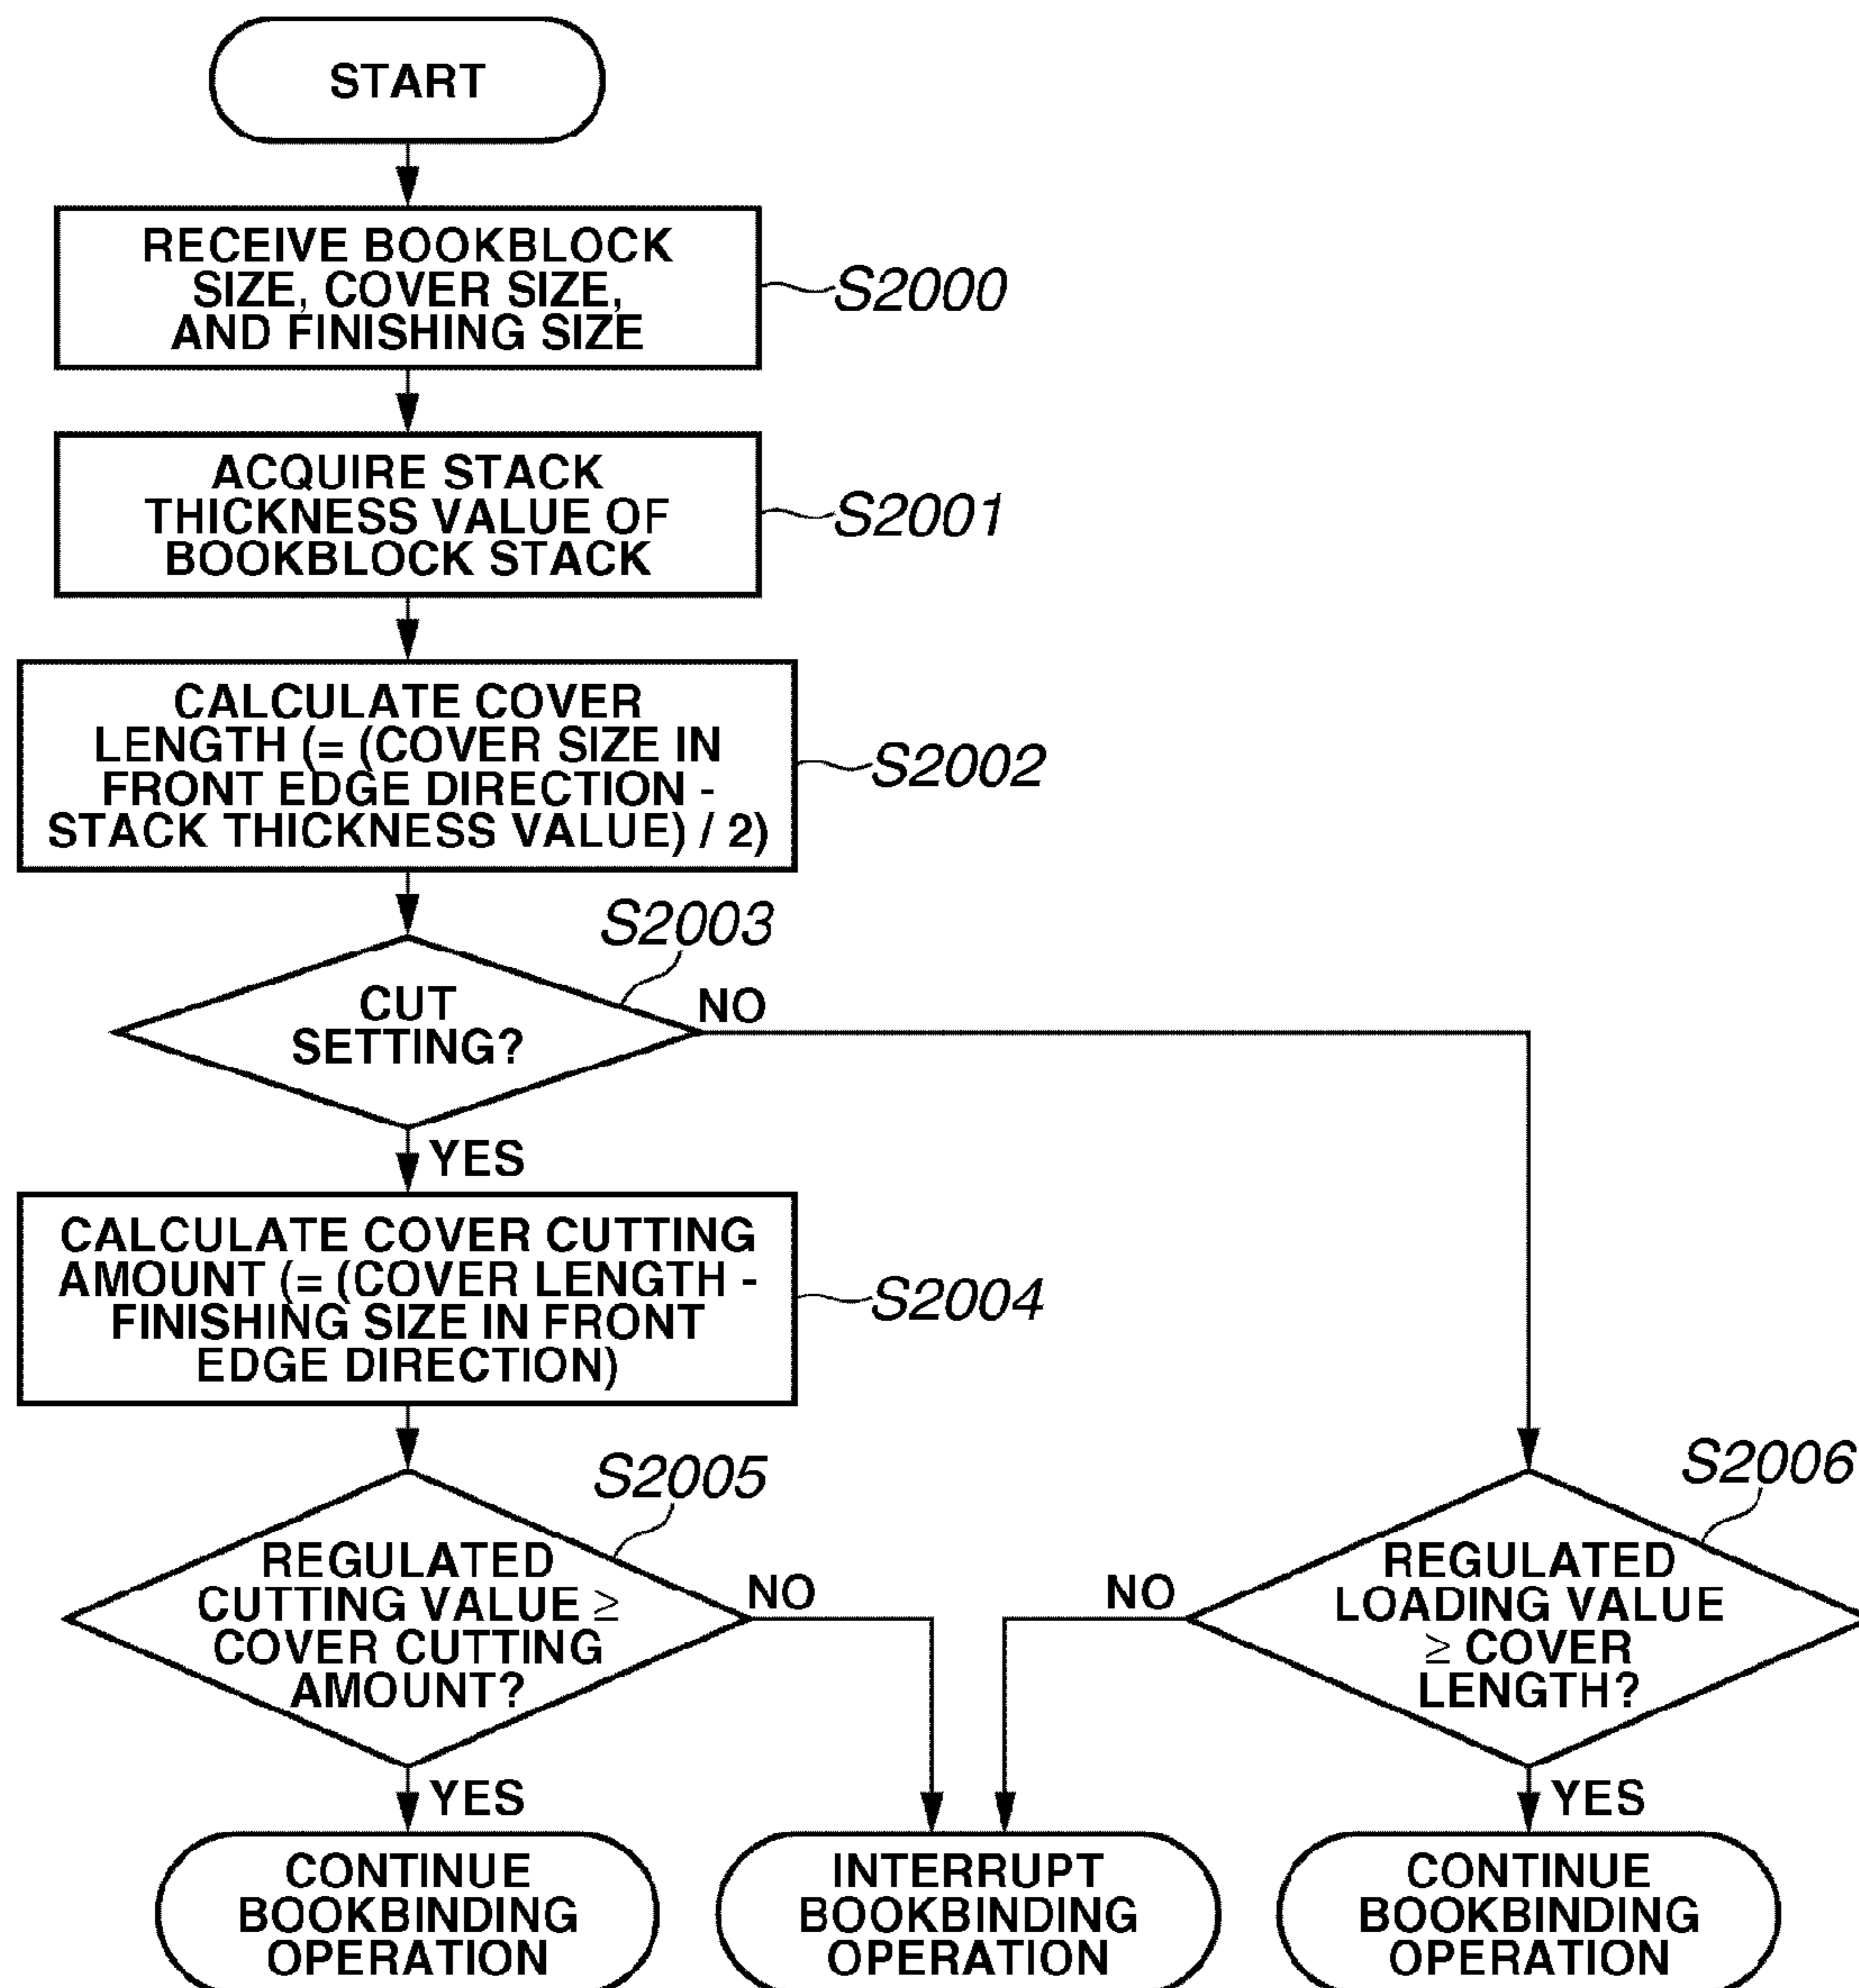 START
RECEIVE BOOKBLOCK
SIZE, COVER SIZE,
AND FINISHING SIZE
S2000
ACQUIRE STACK
THICKNESS VALUE OF
BOOKBLOCK STACK
S2001
CALCULATE COVER
LENGTH (= (COVER SIZE IN
FRONT EDGE DIRECTION -
STACK THICKNESS VALUE) / 2)
S2002
S2003
CUT
SETTING?
NO
YES
CALCULATE COVER CUTTING
AMOUNT (= (COVER LENGTH -
FINISHING SIZE IN FRONT
EDGE DIRECTION)
S2004
S2005
REGULATED
CUTTING VALUE ≥
COVER CUTTING
AMOUNT?
NO
YES
S2006
REGULATED
LOADING VALUE
≥ COVER
LENGTH?
NO
YES
CONTINUE
BOOKBINDING
OPERATION
INTERRUPT
BOOKBINDING
OPERATION
CONTINUE
BOOKBINDING
OPERATION